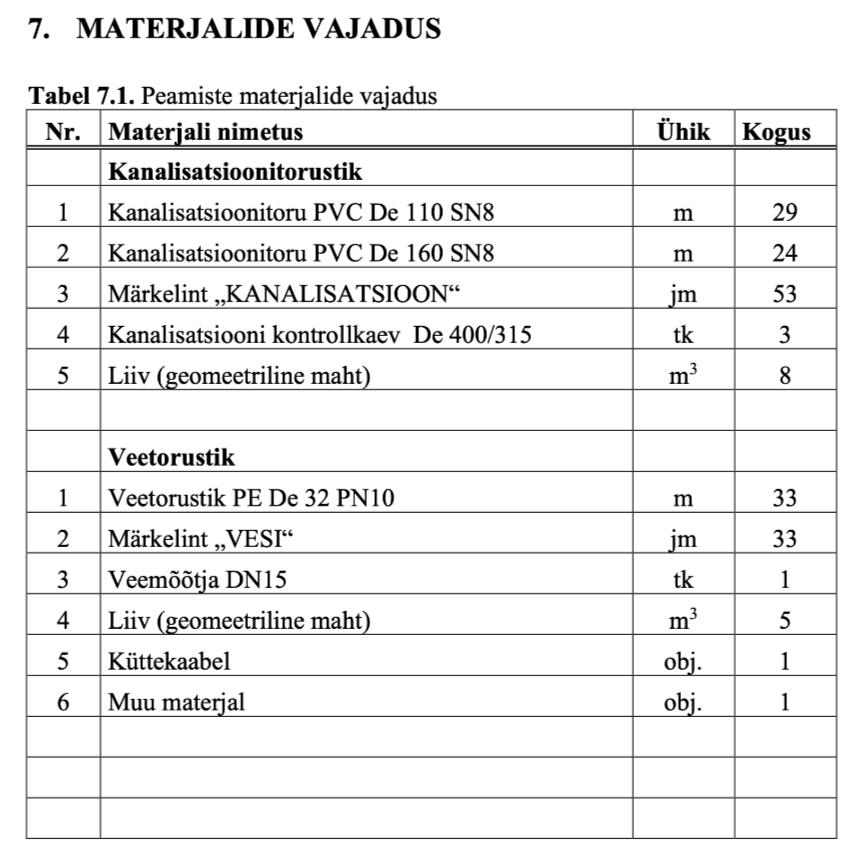 7. MATERJALIDE VAJADUS
Tabel 7.1. Peamiste materjalide vajadus
Nr. Materjali nimetus Ühik Kogus
Kanalisatsioonitorustik
1 Kanalisatsioonitoru PVC De 110 SN8 m 29
2 Kanalisatsioonitoru PVC De 160 SN8 m 24
3 Märkelint „KANALISATSIOON“ jm 53
4 Kanalisatsiooni kontrollkaev De 400/315 tk 3
5 Liiv (geomeetriline maht) m³ 8
Veetorustik
1 Veetorustik PE De 32 PN10 m 33
2 Märkelint „VESI“ jm 33
3 Veemõõtja DN15 tk 1
4 Liiv (geomeetriline maht) m³ 5
5 Küttekaabel obj. 1
6 Muu materjal obj. 1